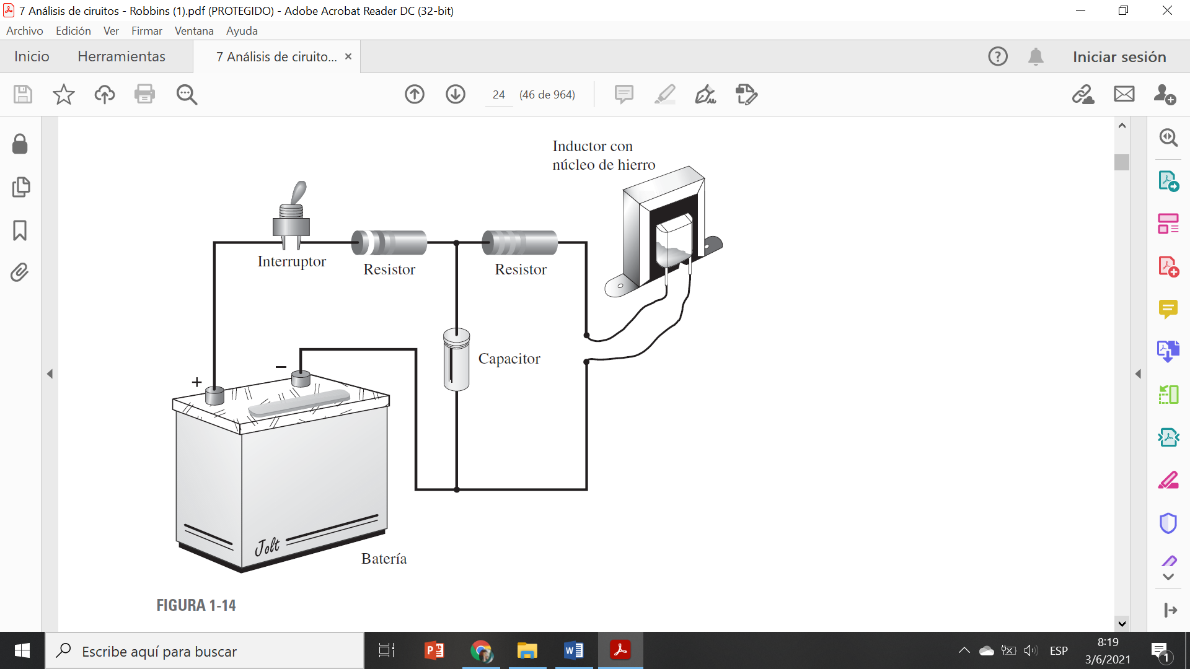 7 Análisis de ciruitos - Robbins (1).pdf (PROTEGIDO) - Adobe Acrobat Reader DC (32-bit)
Archivo Edición Ver Firmar Ventana Ayuda
Inicio Herramientas 7 Análisis de ciruito... × Iniciar sesión
24 (46 de 964)
Inductor con
núcleo de hierro
Interruptor
Resistor
Resistor
Capacitor
+
−
Jolt
Batería
FIGURA 1-14
Escribe aquí para buscar
ESP
8:19
3/6/2021
1